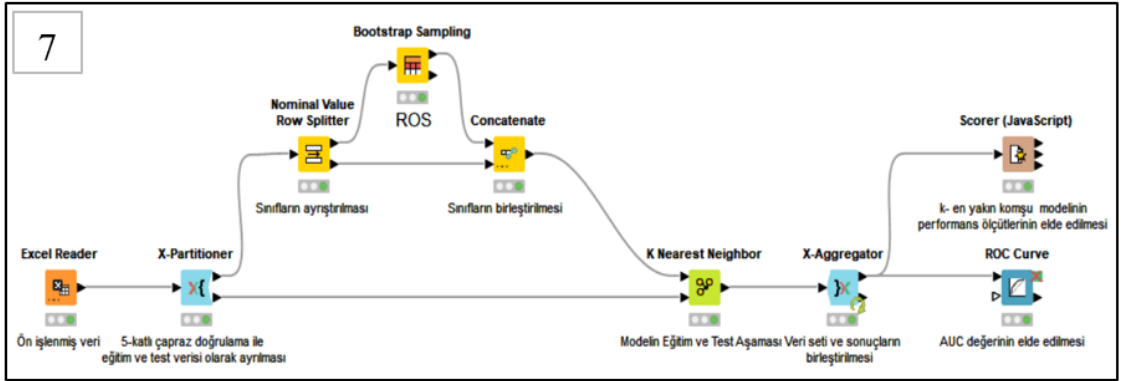 7
Bootstrap Sampling
ROS
Nominal Value
Row Splitter
Sınıfların ayrıştırılması
Concatenate
Sınıfların birleştirilmesi
Scorer (JavaScript)
k- en yakın komşu modelinin
performans ölçütlerinin elde edilmesi
Excel Reader
Ön işlenmiş veri
X-Partitioner
5-katlı çapraz doğrulama ile
eğitim ve test verisi olarak ayrılması
K Nearest Neighbor
Modelin Eğitim ve Test Aşaması
X-Aggregator
Veri seti ve sonuçların
birleştirilmesi
ROC Curve
AUC değerinin elde edilmesi